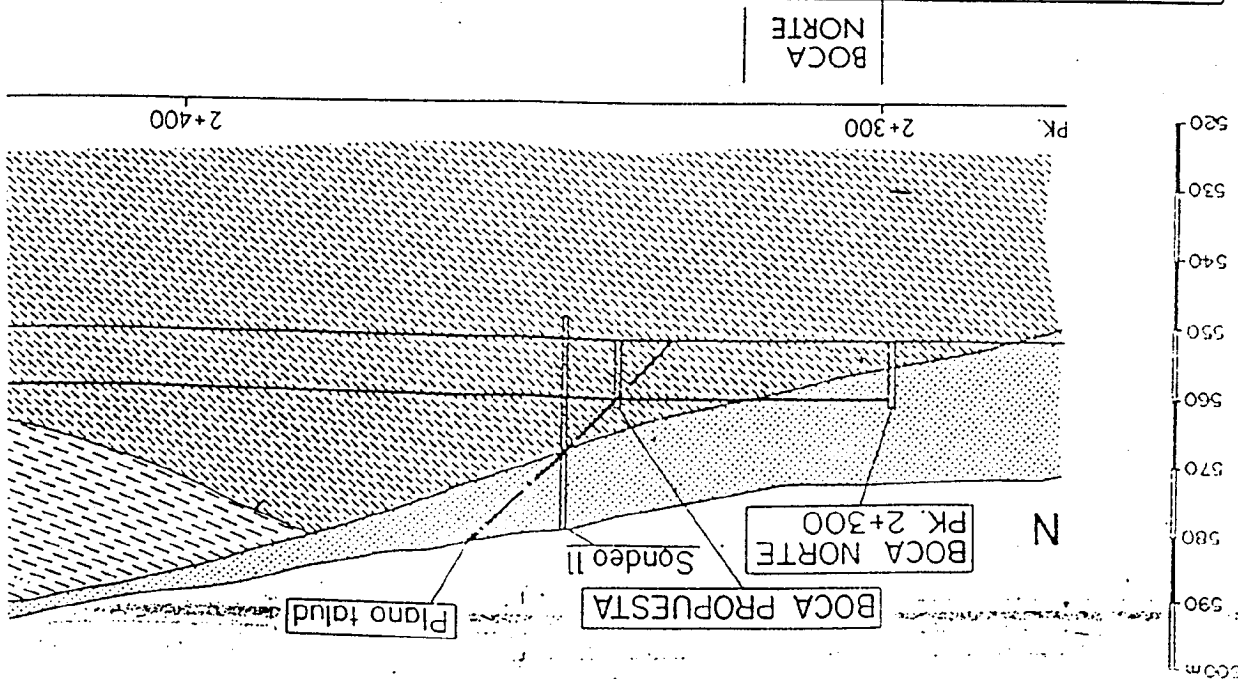 600m
590
580
570
560
550
540
530
520
N
BOCA NORTE
PK. 2+300
BOCA PROPUESTA
Sondeo 11
Plano talud
PK.
2+300
2+400
BOCA
NORTE